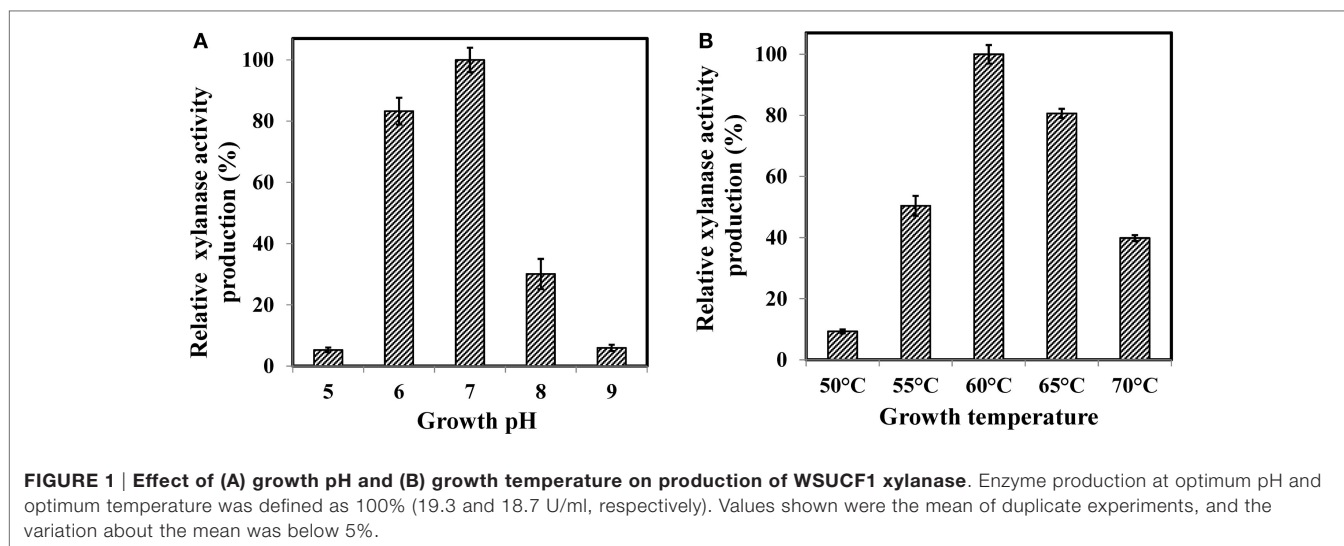 A
Relative xylanase activity
production (%)
100
80
60
40
20
0
5 6 7 8 9
Growth pH
B
Relative xylanase activity
production (%)
100
80
60
40
20
0
50°C 55°C 60°C 65°C 70°C
Growth temperature
FIGURE 1 | Effect of (A) growth pH and (B) growth temperature on production of WSUCF1 xylanase. Enzyme production at optimum pH and
optimum temperature was defined as 100% (19.3 and 18.7 U/ml, respectively). Values shown were the mean of duplicate experiments, and the
variation about the mean was below 5%.